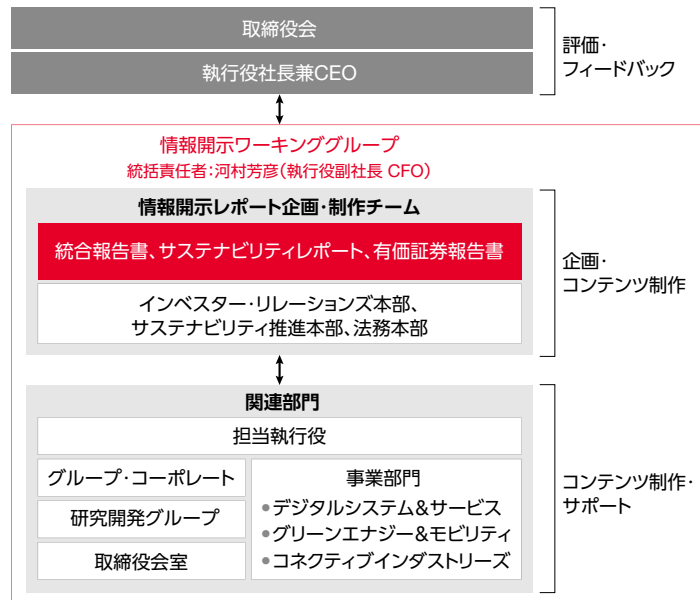 取締役会
執行役社長兼CEO
評価・
フィードバック
情報開示ワーキンググループ
統括責任者：河村芳彦（執行役副社長 CFO）
情報開示レポート企画・制作チーム
統合報告書、サステナビリティレポート、有価証券報告書
インベスター・リレーションズ本部、
サステナビリティ推進本部、法務本部
企画・
コンテンツ制作
関連部門
担当執行役
グループ・コーポレート
研究開発グループ
取締役会室
事業部門
●デジタルシステム&サービス
●グリーンエナジー&モビリティ
●コネクティブインダストリーズ
コンテンツ制作・
サポート